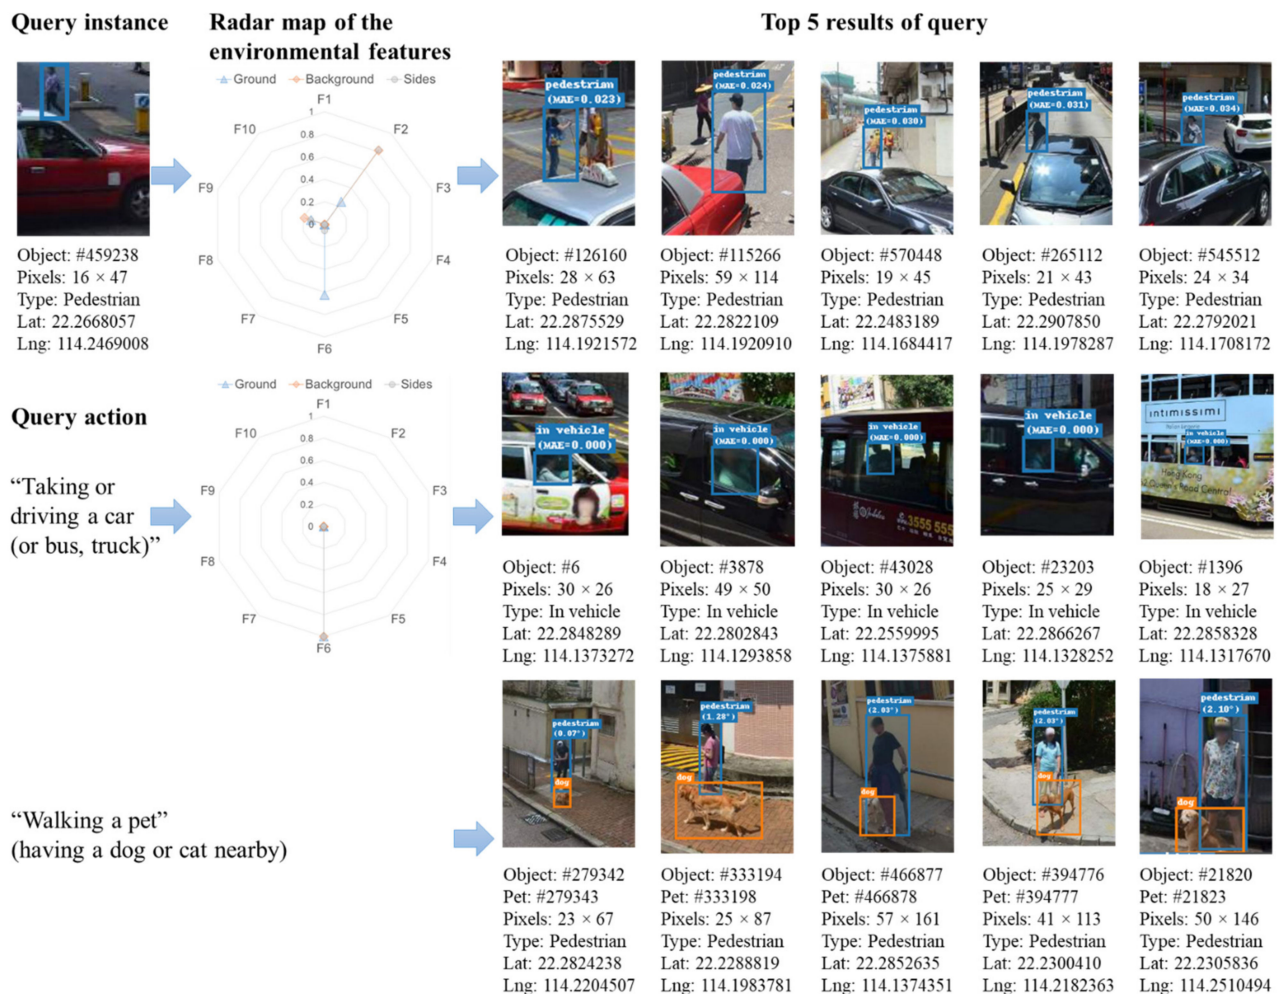 Query instance
Radar map of the
environmental features
Top 5 results of query
Ground Background Sides
F1
F2
F3
F4
F5
F6
F7
F8
F9
F10
1
0.8
0.6
0.4
0.2
0
pedestrian
(MAE=0.023)
pedestrian
(MAE=0.024)
pedestrian
(MAE=0.030)
pedestrian
(MAE=0.031)
pedestrian
(MAE=0.034)
Object: #459238
Pixels: 16 × 47
Type: Pedestrian
Lat: 22.2668057
Lng: 114.2469008
Object: #126160
Pixels: 28 × 63
Type: Pedestrian
Lat: 22.2875529
Lng: 114.1921572
Object: #115266
Pixels: 59 × 114
Type: Pedestrian
Lat: 22.2822109
Lng: 114.1920910
Object: #570448
Pixels: 19 × 45
Type: Pedestrian
Lat: 22.2483189
Lng: 114.1684417
Object: #265112
Pixels: 21 × 43
Type: Pedestrian
Lat: 22.2907850
Lng: 114.1978287
Object: #545512
Pixels: 24 × 34
Type: Pedestrian
Lat: 22.2792021
Lng: 114.1708172
Query action
“Taking or
driving a car
(or bus, truck)”
Ground Background Sides
F1
F2
F3
F4
F5
F6
F7
F8
F9
F10
1
0.8
0.6
0.4
0.2
0
in vehicle
(MAE=0.000)
in vehicle
(MAE=0.000)
in vehicle
(MAE=0.000)
3555 555
in vehicle
(MAE=0.000)
intimissimi
in vehicle
(MAE=0.000)
Hong Kong
Queen's Road Central
Object: #6
Pixels: 30 × 26
Type: In vehicle
Lat: 22.2848289
Lng: 114.1373272
Object: #3878
Pixels: 49 × 50
Type: In vehicle
Lat: 22.2802843
Lng: 114.1293858
Object: #43028
Pixels: 30 × 26
Type: In vehicle
Lat: 22.2559995
Lng: 114.1375881
Object: #23203
Pixels: 25 × 29
Type: In vehicle
Lat: 22.2866267
Lng: 114.1328252
Object: #1396
Pixels: 18 × 27
Type: In vehicle
Lat: 22.2858328
Lng: 114.1317670
“Walking a pet”
(having a dog or cat nearby)
pedestrian
(0.07°)
dog
pedestrian
(1.28°)
dog
pedestrian
(2.03°)
dog
pedestrian
(2.03°)
dog
pedestrian
(2.10°)
dog
Object: #279342
Pet: #279343
Pixels: 23 × 67
Type: Pedestrian
Lat: 22.2824238
Lng: 114.2204507
Object: #333194
Pet: #333198
Pixels: 25 × 87
Type: Pedestrian
Lat: 22.2288819
Lng: 114.1983781
Object: #466877
Pet: #466878
Pixels: 57 × 161
Type: Pedestrian
Lat: 22.2852635
Lng: 114.1374351
Object: #394776
Pet: #394777
Pixels: 41 × 113
Type: Pedestrian
Lat: 22.2300410
Lng: 114.2182363
Object: #21820
Pet: #21823
Pixels: 50 × 146
Type: Pedestrian
Lat: 22.2305836
Lng: 114.2510494